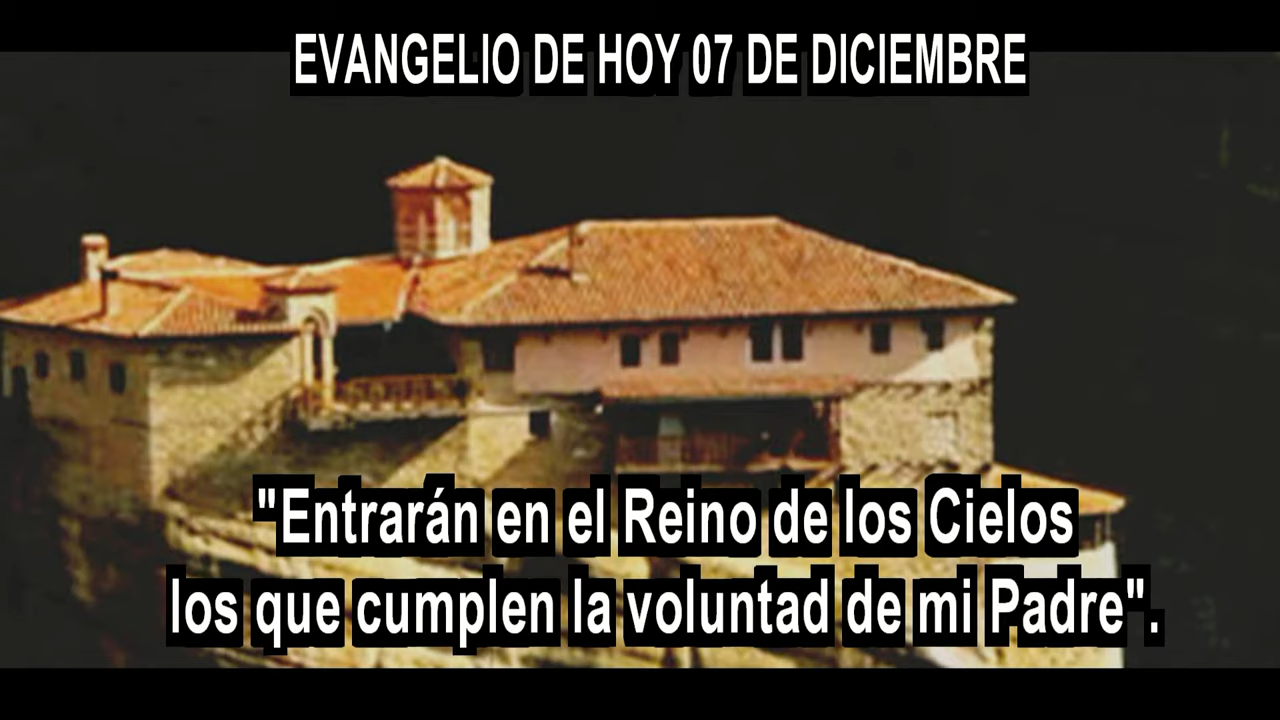 EVANGELIO DE HOY 07 DE DICIEMBRE
"Entrarán en el Reino de los Cielos
los que cumplen la voluntad de mi Padre".